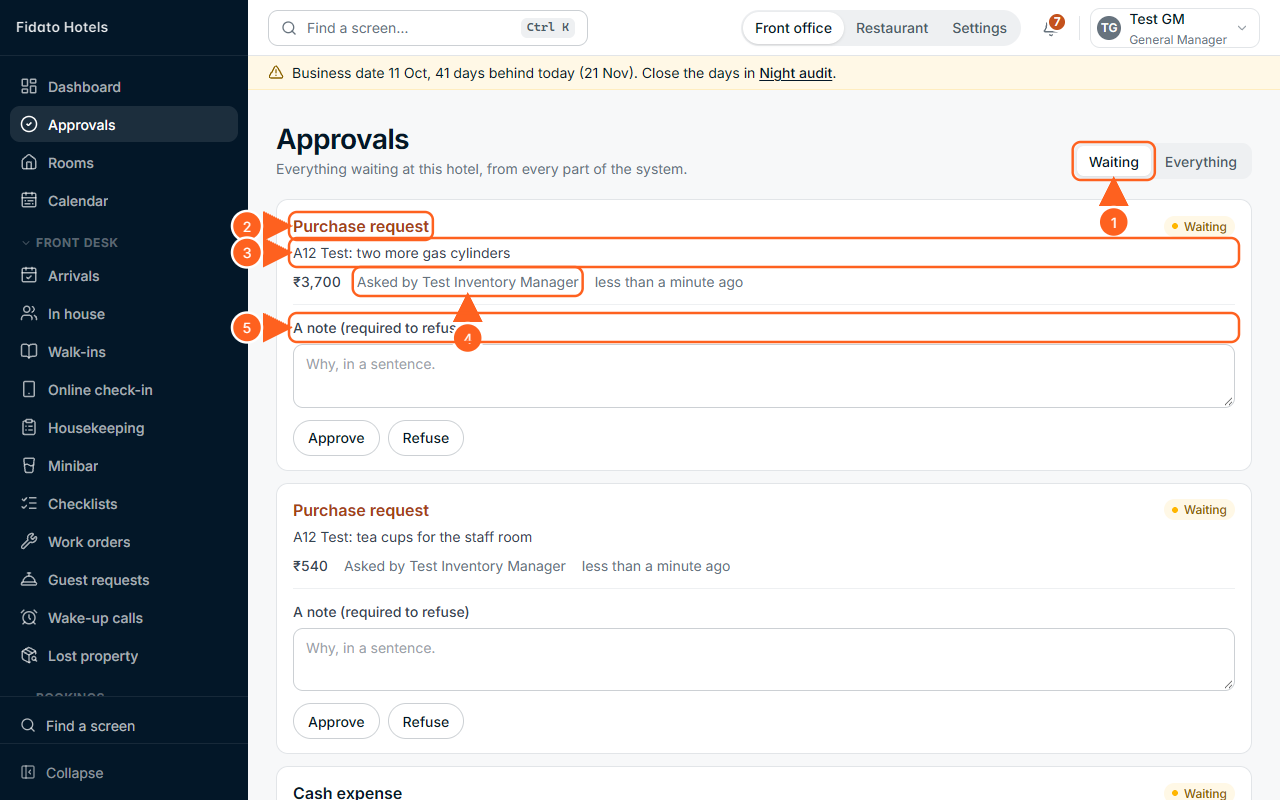 Fidato Hotels
Find a screen...
Ctrl K
Front office
Restaurant
Settings
7
TG
Test GM
General Manager
Business date 11 Oct, 41 days behind today (21 Nov). Close the days in Night audit.
Dashboard
Approvals
Rooms
Calendar
FRONT DESK
Arrivals
In house
Walk-ins
Online check-in
Housekeeping
Minibar
Checklists
Work orders
Guest requests
Wake-up calls
Lost property
BOOKINGS
Find a screen
Collapse
Approvals
Everything waiting at this hotel, from every part of the system.
Waiting
Everything
1
2
Purchase request
Waiting
3
A12 Test: two more gas cylinders
₹3,700
Asked by Test Inventory Manager
less than a minute ago
4
5
A note (required to refus
Why, in a sentence.
Approve
Refuse
Purchase request
Waiting
A12 Test: tea cups for the staff room
₹540
Asked by Test Inventory Manager
less than a minute ago
A note (required to refuse)
Why, in a sentence.
Approve
Refuse
Cash expense
Waiting